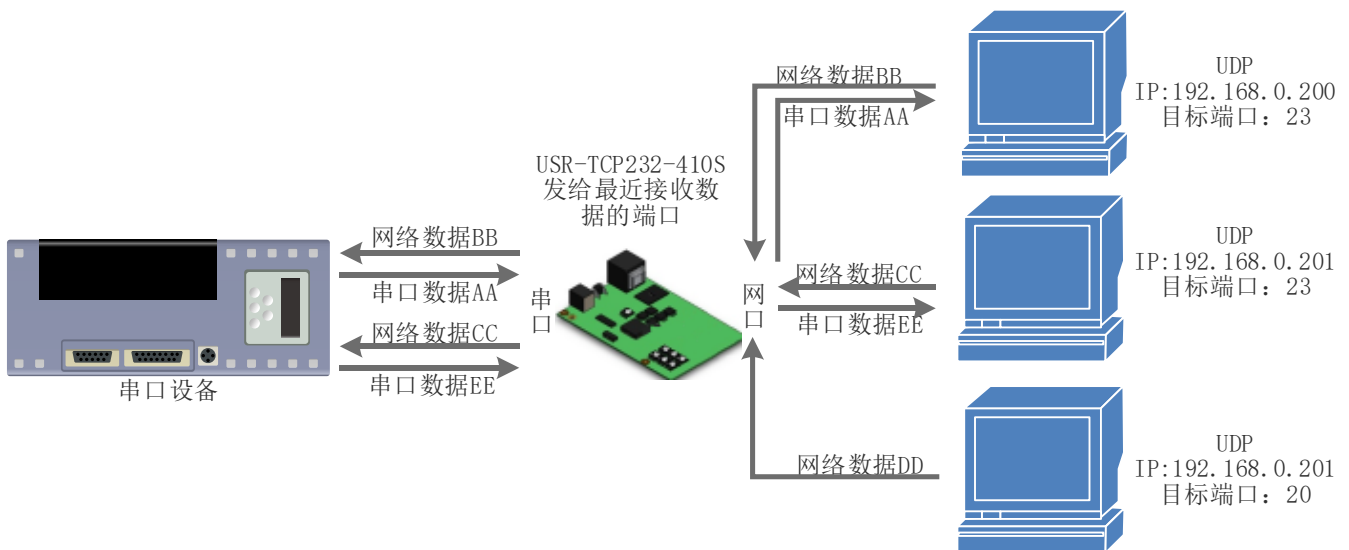 网络数据BB
串口数据AA
UDP
IP:192.168.0.200
目标端口：23
USR-TCP232-410S
发给最近接收数
据的端口
网络数据BB
串口数据AA
网络数据CC
串口数据EE
串口设备
串口
网口
网络数据CC
串口数据EE
UDP
IP:192.168.0.201
目标端口：23
网络数据DD
UDP
IP:192.168.0.201
目标端口：20